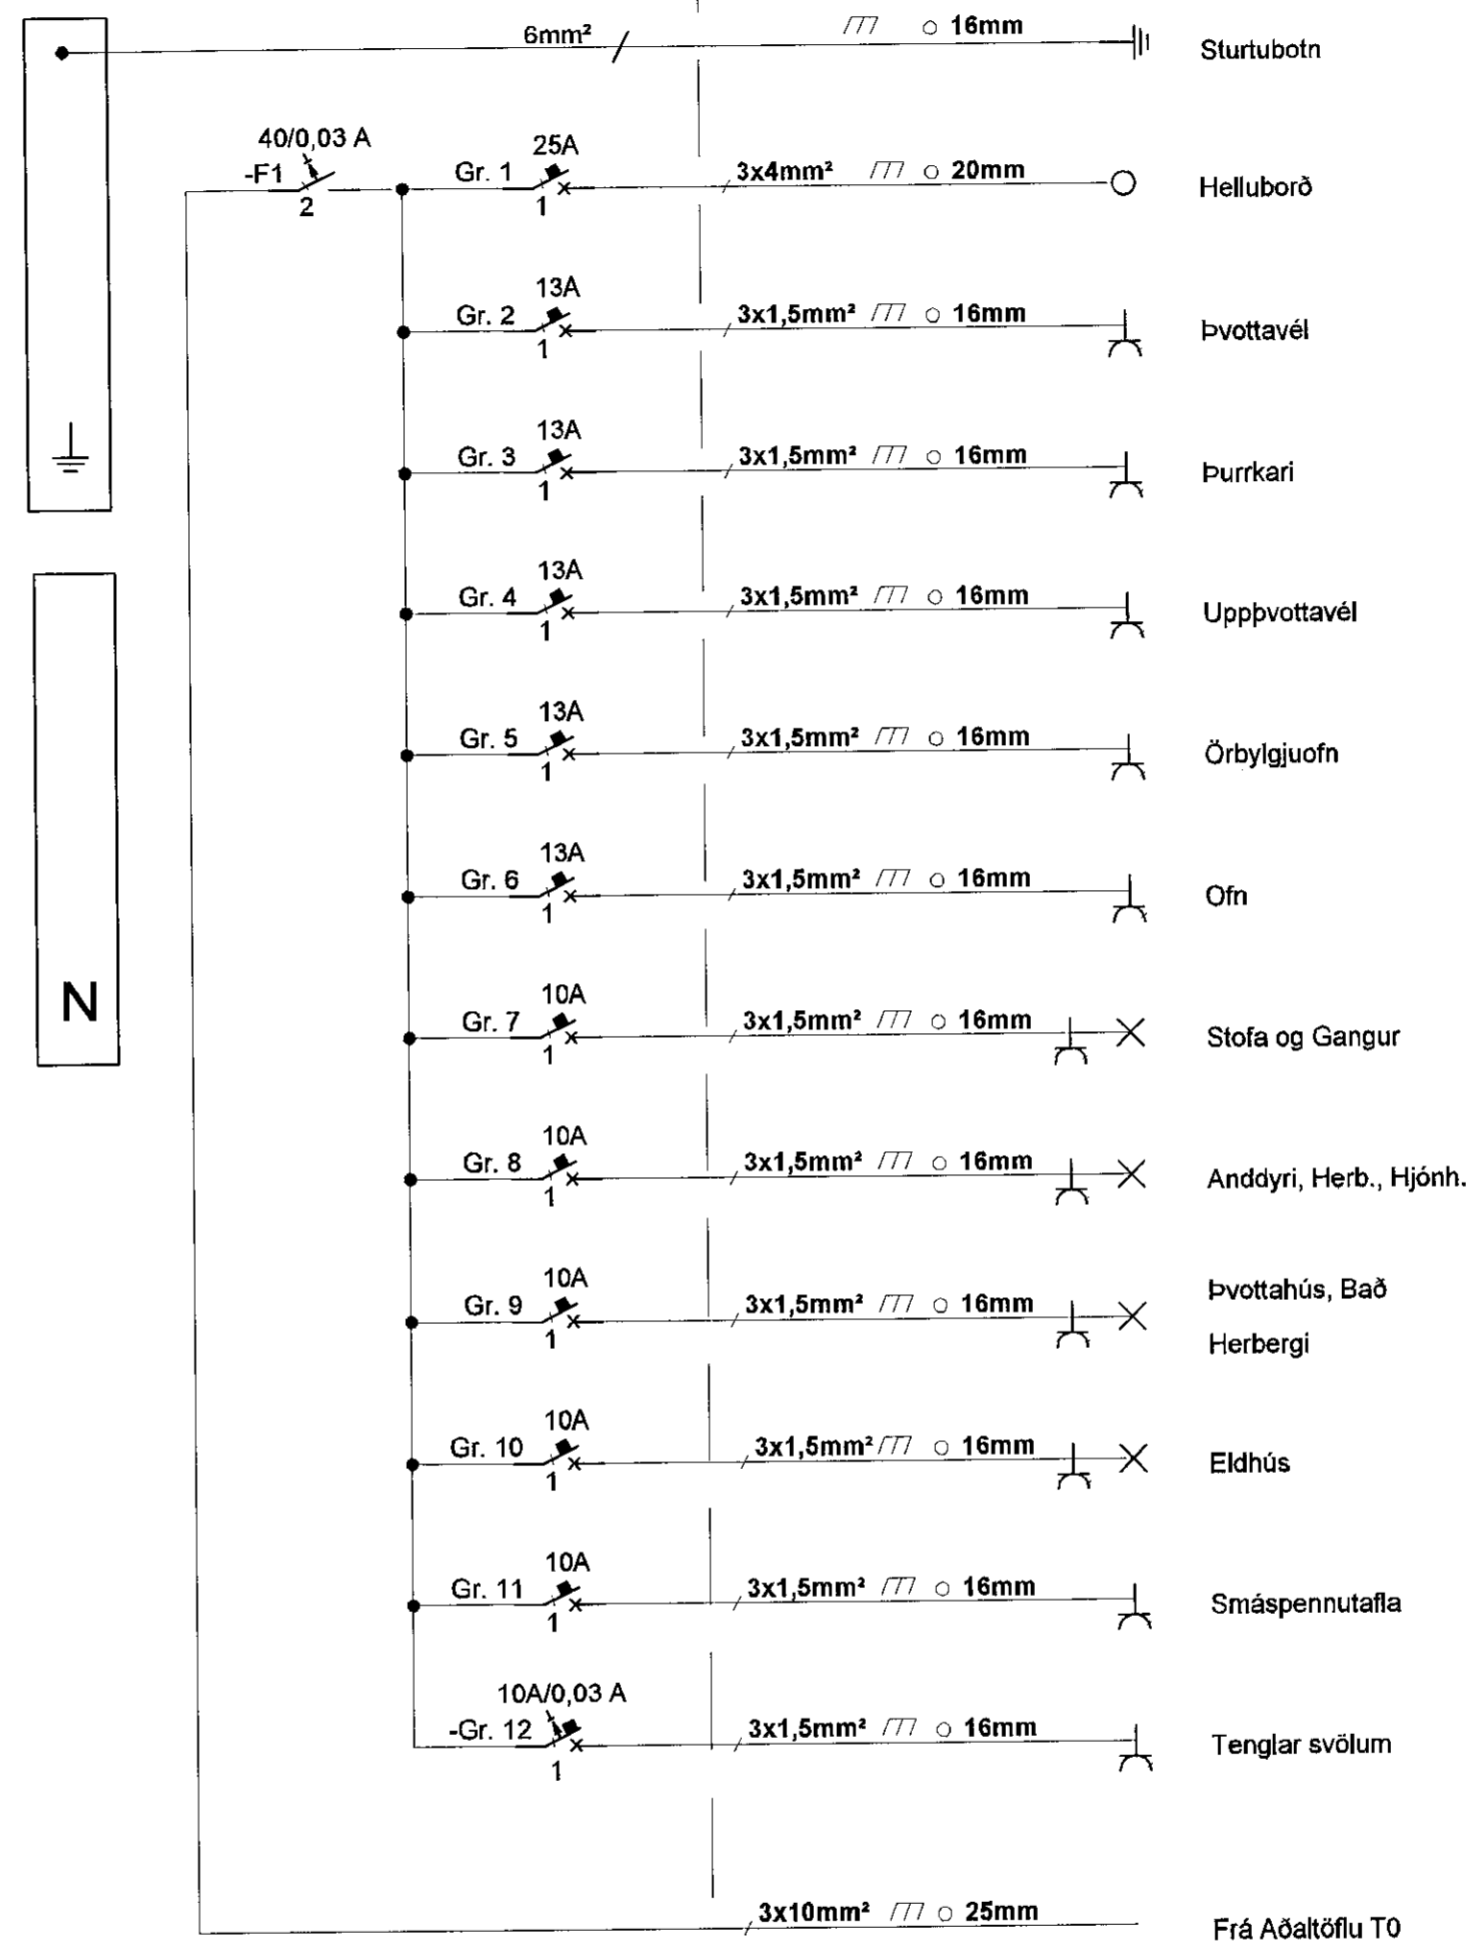 6mm² 16mm Sturtubotn
40/0,03 A
-F1
2
25A
Gr. 1 3x4mm² 20mm Helluborð
1
13A
Gr. 2 3x1,5mm² 16mm Þvottavél
1
13A
Gr. 3 3x1,5mm² 16mm Þurrkari
1
13A
Gr. 4 3x1,5mm² 16mm Uppþvottavél
1
13A
Gr. 5 3x1,5mm² 16mm Örbylgjuofn
1
13A
Gr. 6 3x1,5mm² 16mm Ofn
1
N
10A
Gr. 7 3x1,5mm² 16mm Stofa og Gangur
1
10A
Gr. 8 3x1,5mm² 16mm Anddyri, Herb., Hjónh.
1
10A
Gr. 9 3x1,5mm² 16mm Þvottahús, Bað
Herbergi
1
10A
Gr. 10 3x1,5mm² 16mm Eldhús
1
10A
Gr. 11 3x1,5mm² 16mm Smáspennutafla
1
10A/0,03 A
-Gr. 12 3x1,5mm² 16mm Tenglar svölum
1
3x10mm² 25mm Frá Aðaltöflu T0